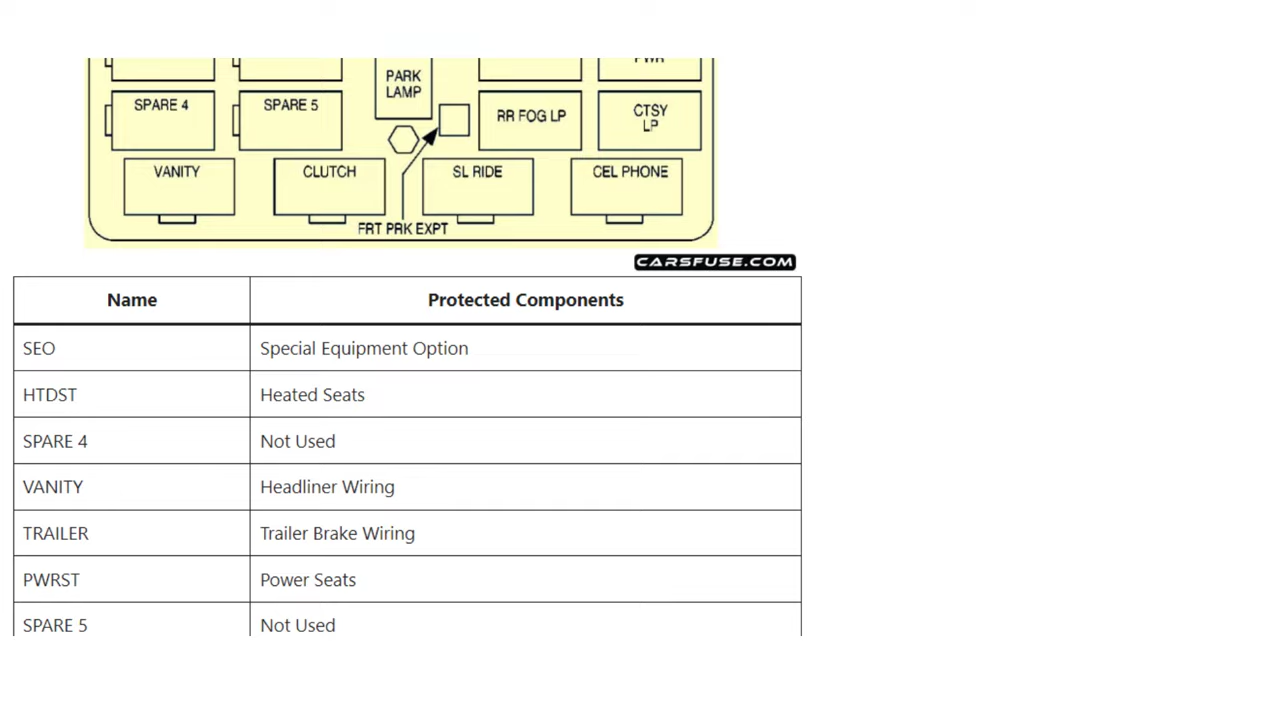 PWR
PARK
LAMP
SPARE 4
SPARE 5
RR FOG LP
CTSY
LP
VANITY
CLUTCH
SL RIDE
CEL PHONE
FRT PRK EXPT
CARSFUSE.COM
Name Protected Components
SEO Special Equipment Option
HTDST Heated Seats
SPARE 4 Not Used
VANITY Headliner Wiring
TRAILER Trailer Brake Wiring
PWRST Power Seats
SPARE 5 Not Used